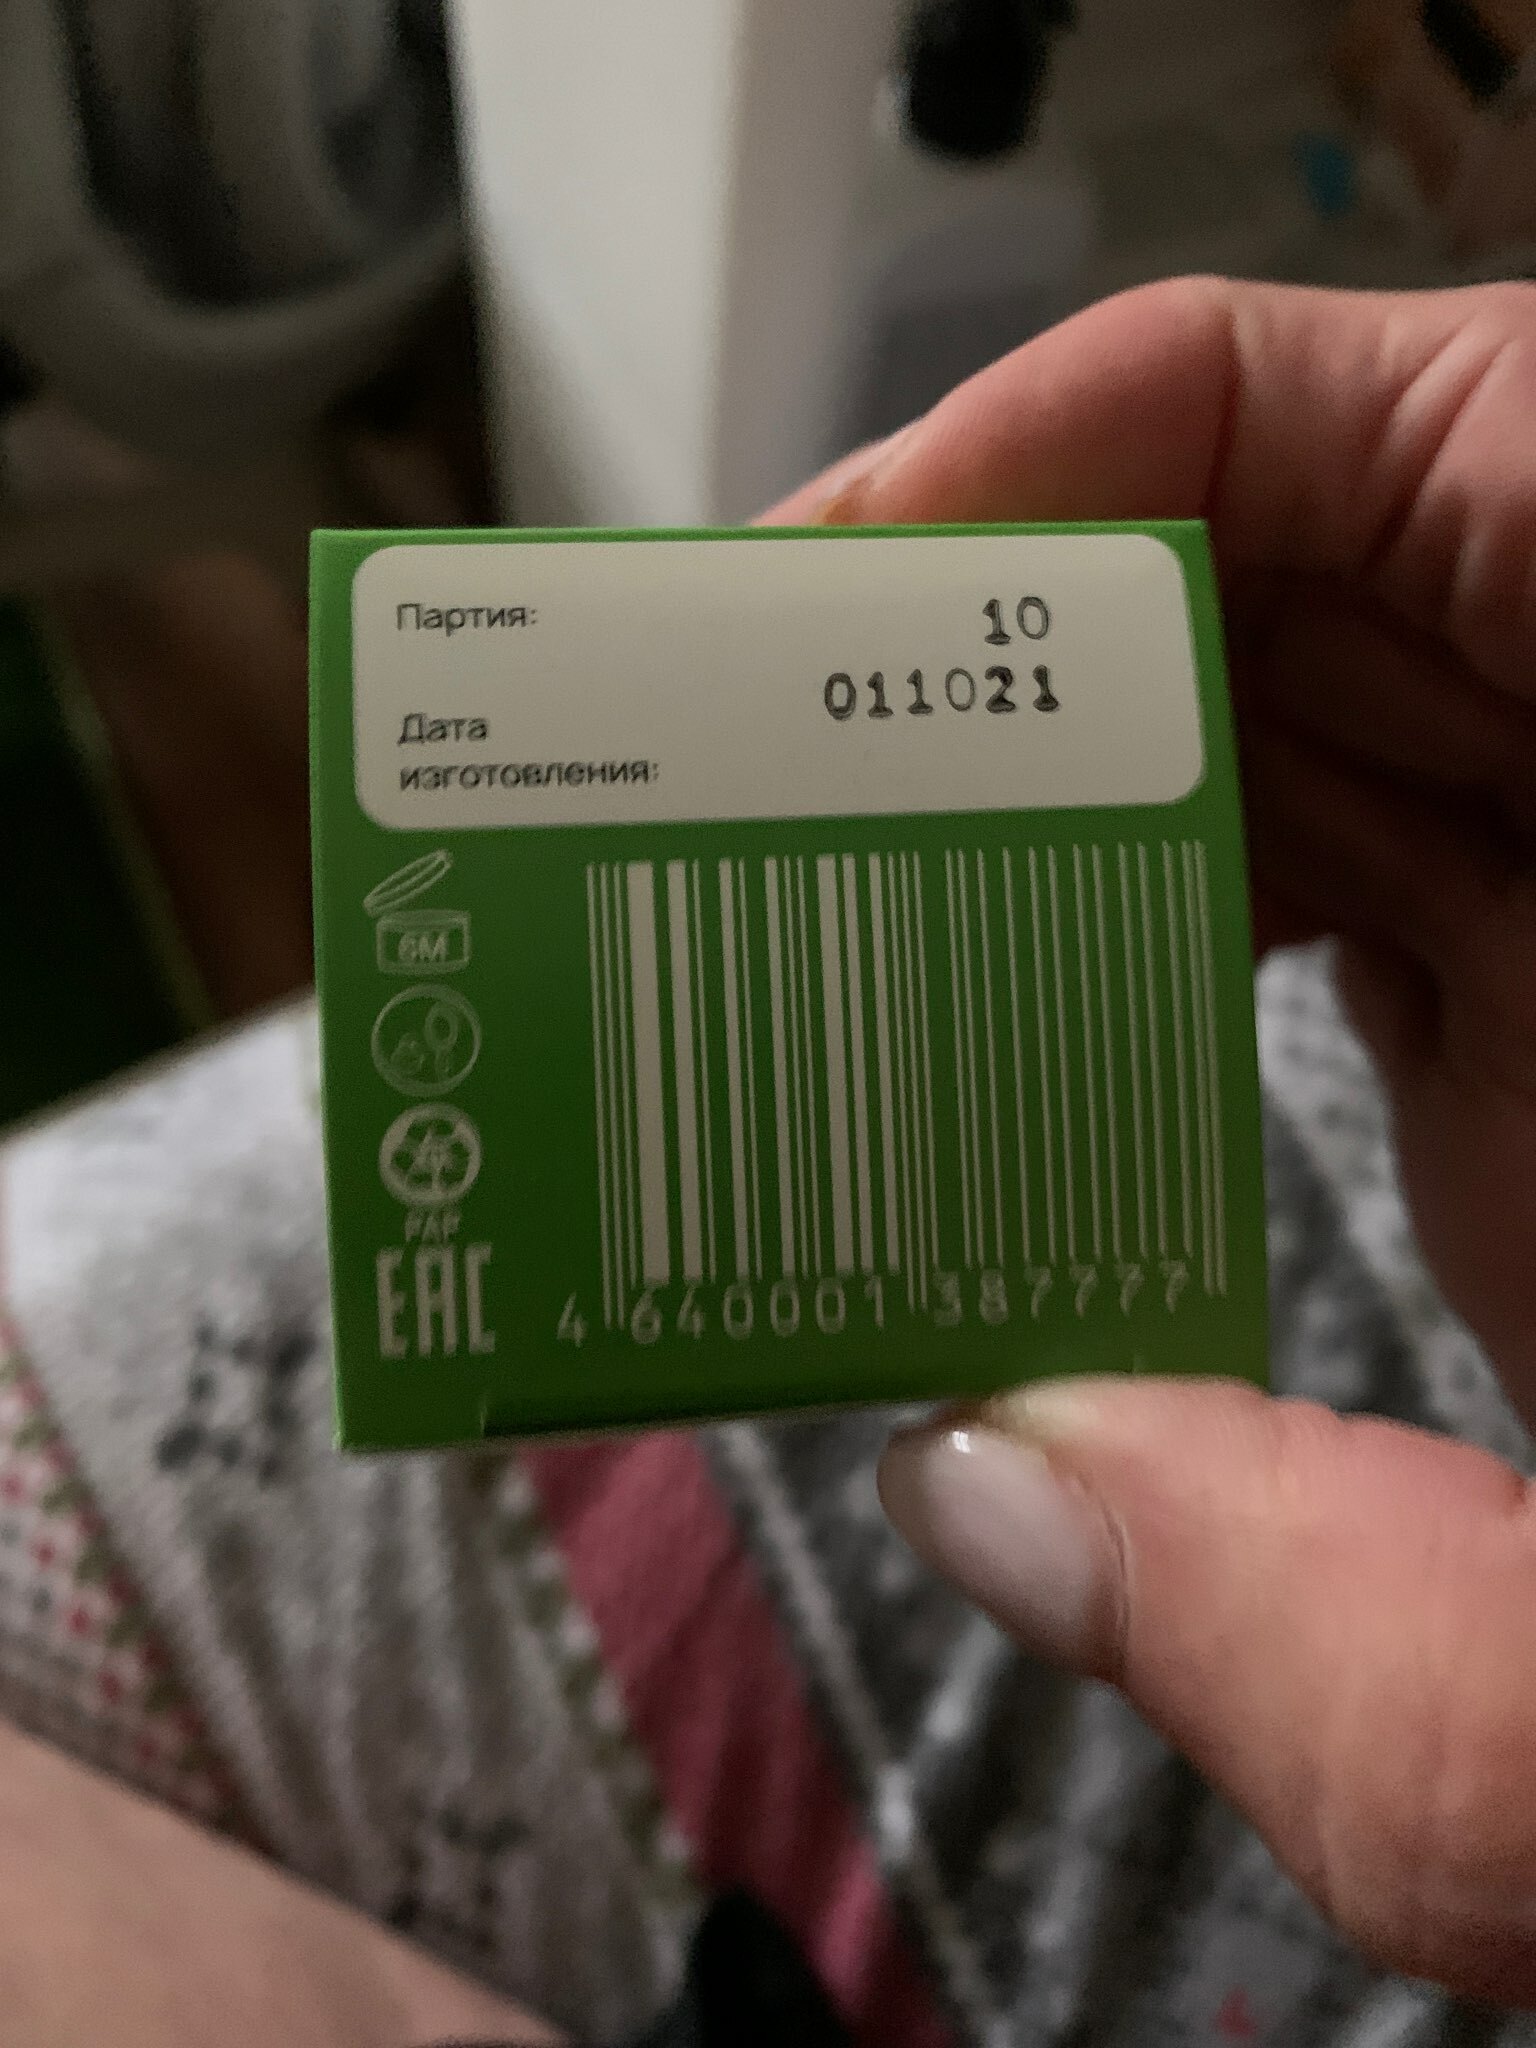 Партия: 10
011021
Дата
изготовления:
6M
PAP
EAC
4 640001 387777